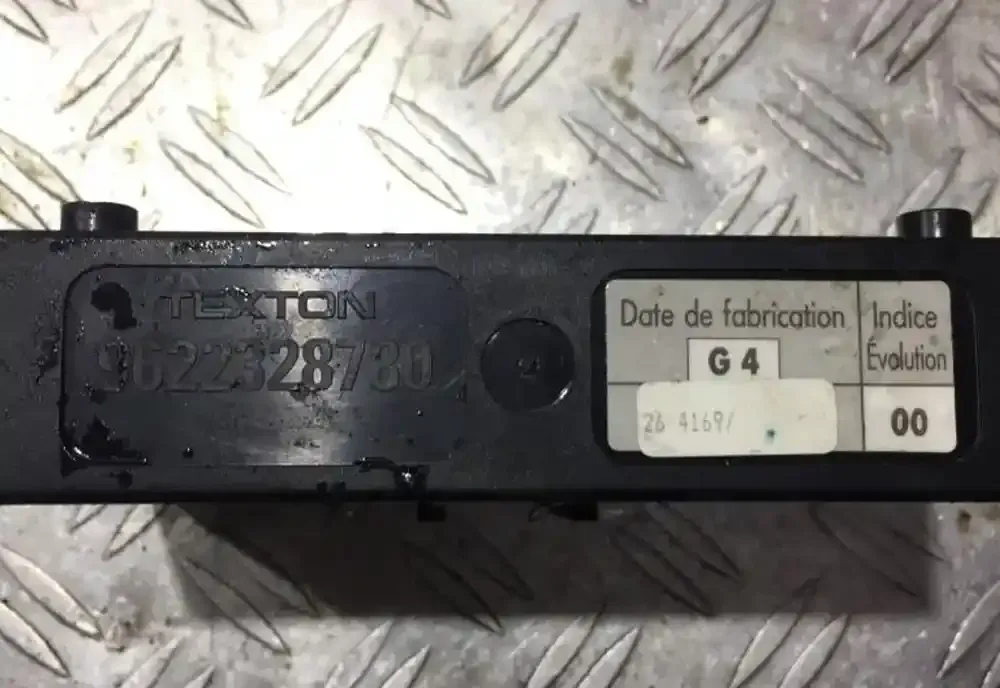 TEXTON
9622328780
Date de fabrication
G 4
26 4169/
Indice
Évolution
00